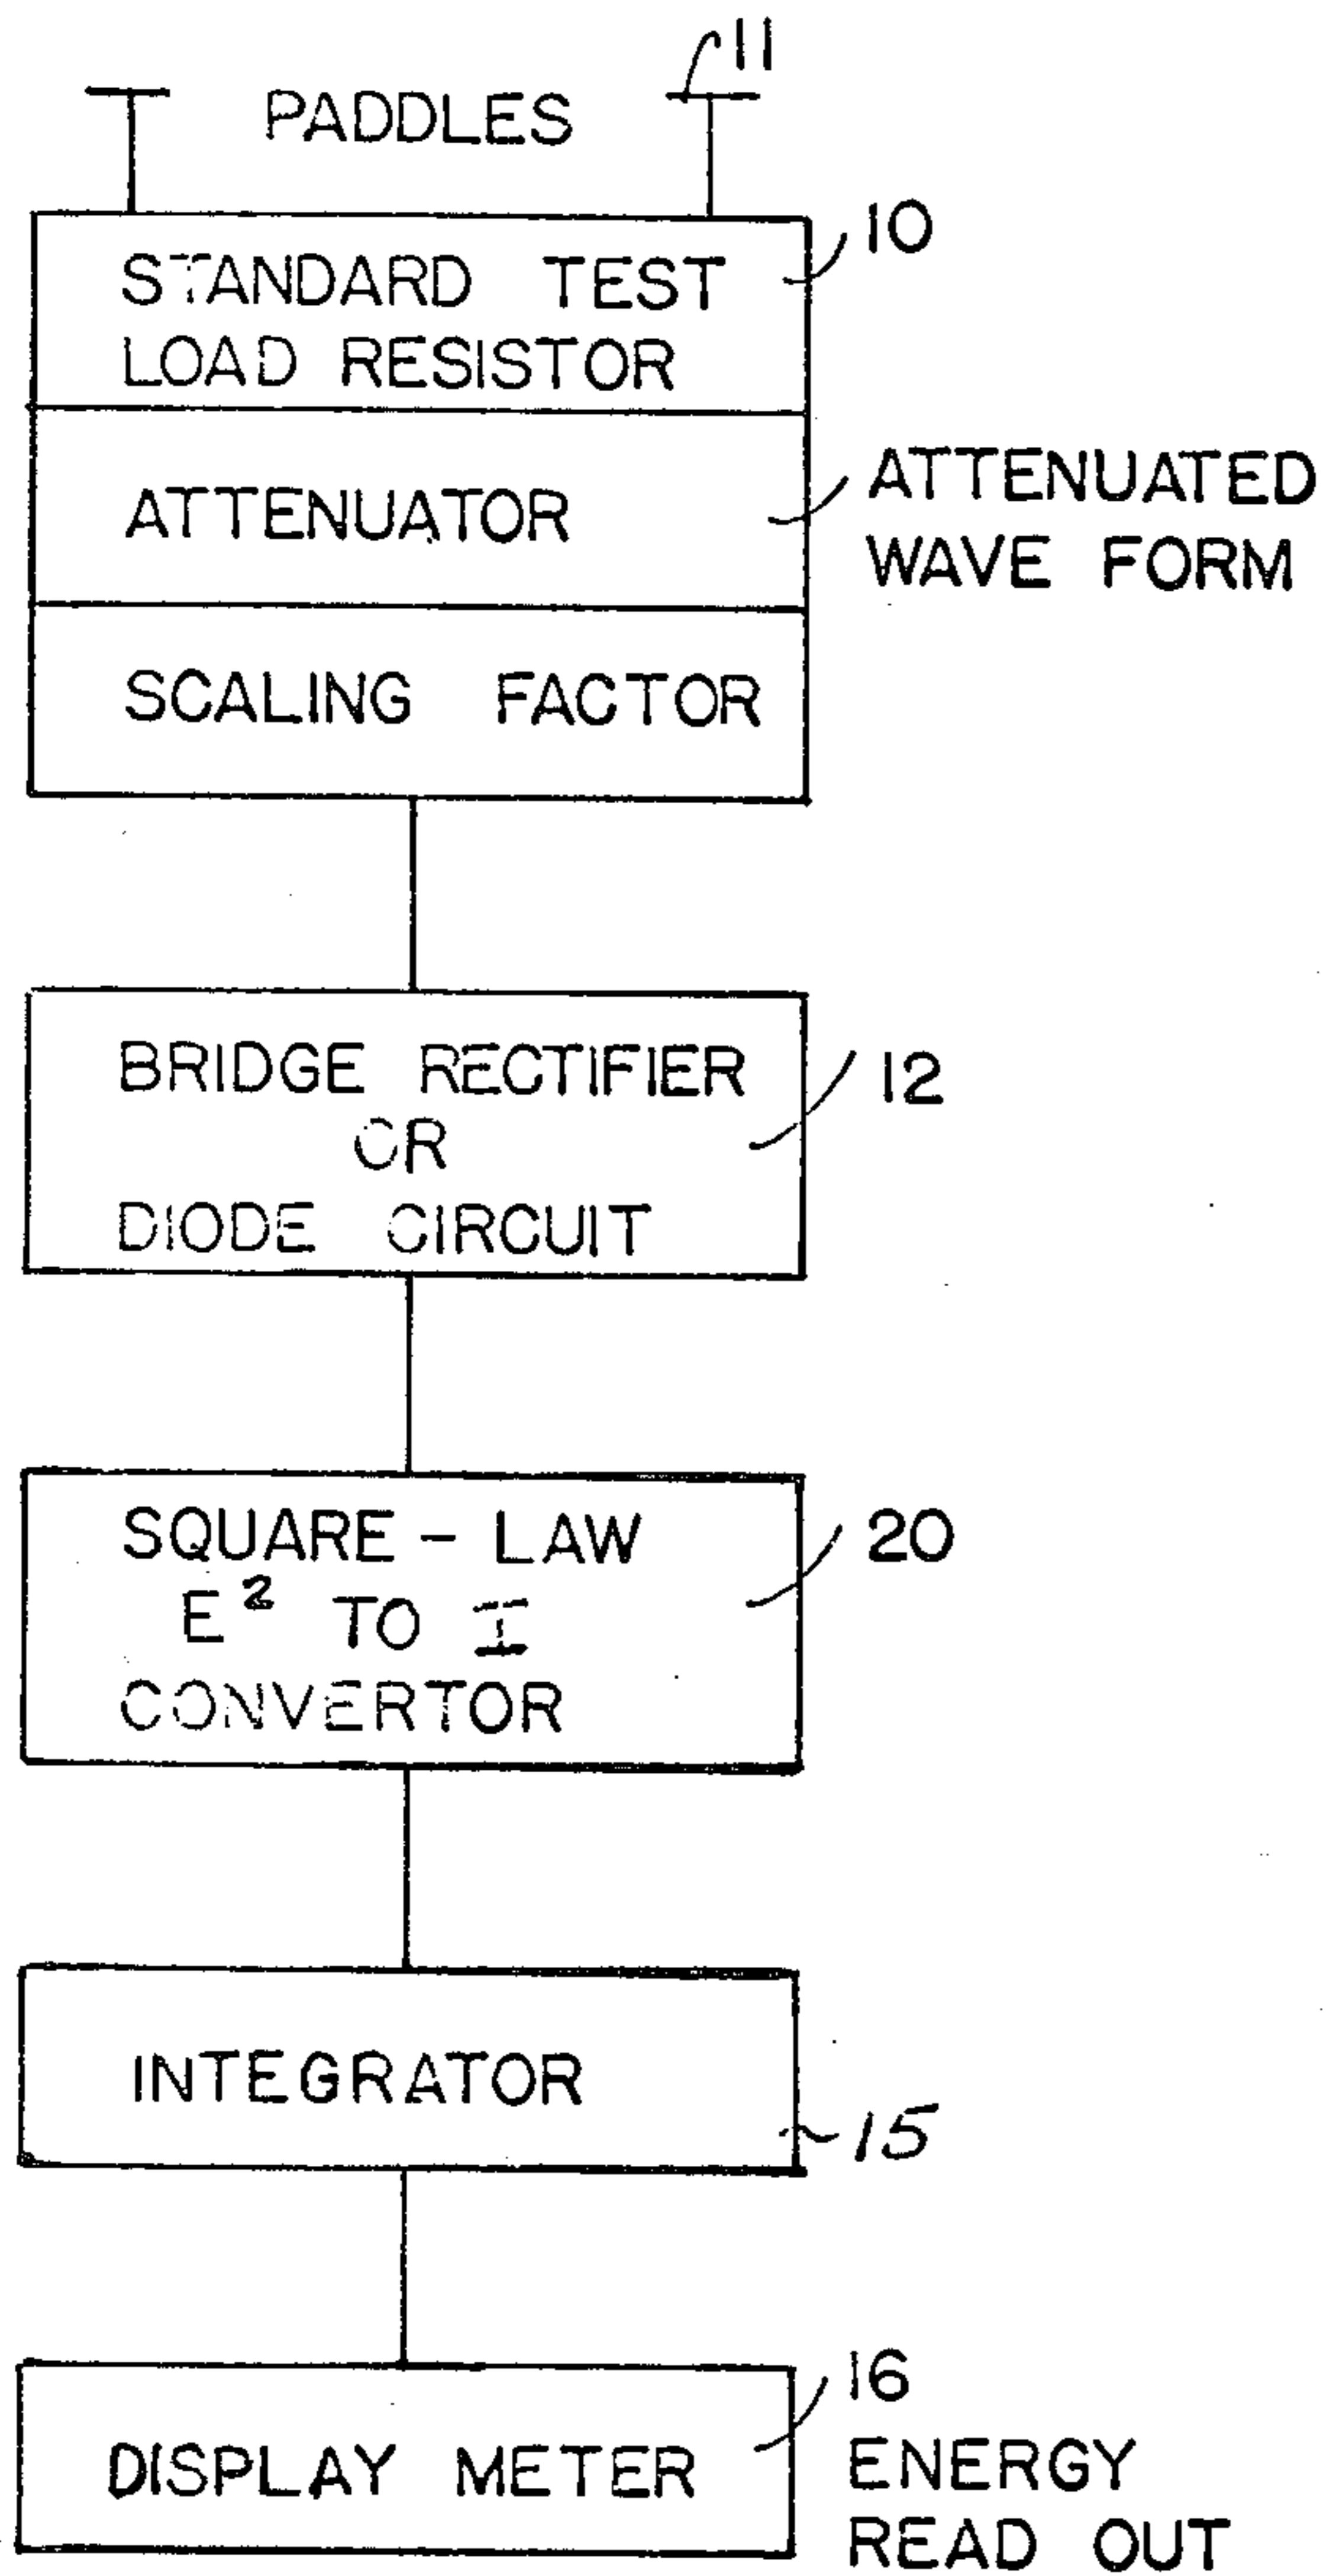 11
PADDLES
10
STANDARD TEST
LOAD RESISTOR
ATTENUATOR
ATTENUATED
WAVE FORM
SCALING FACTOR
BRIDGE RECTIFIER
OR
DIODE CIRCUIT
12
SQUARE - LAW
E² TO I
CONVERTOR
20
INTEGRATOR
15
DISPLAY METER
16
ENERGY
READ OUT